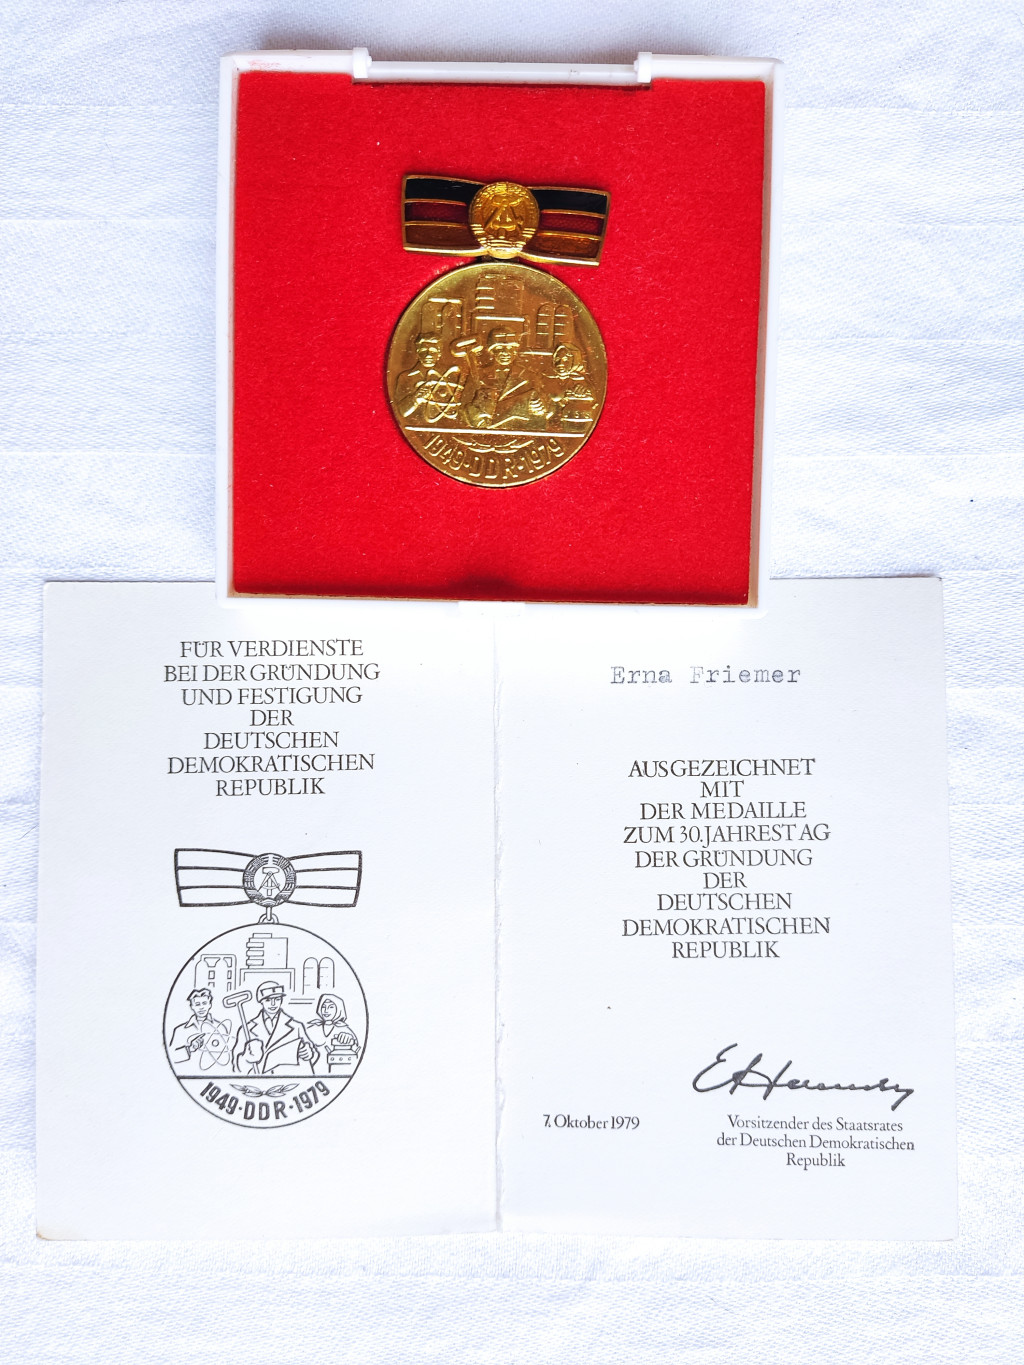 1949·DDR·1979
FÜR VERDIENSTE
BEI DER GRÜNDUNG
UND FESTIGUNG
DER
DEUTSCHEN
DEMOKRATISCHEN
REPUBLIK
1949·DDR·1979
Erna Friemer
AUSGEZEICHNET
MIT
DER MEDAILLE
ZUM 30. JAHRESTAG
DER GRÜNDUNG
DER
DEUTSCHEN
DEMOKRATISCHEN
REPUBLIK
7. Oktober 1979
Vorsitzender des Staatsrates
der Deutschen Demokratischen
Republik